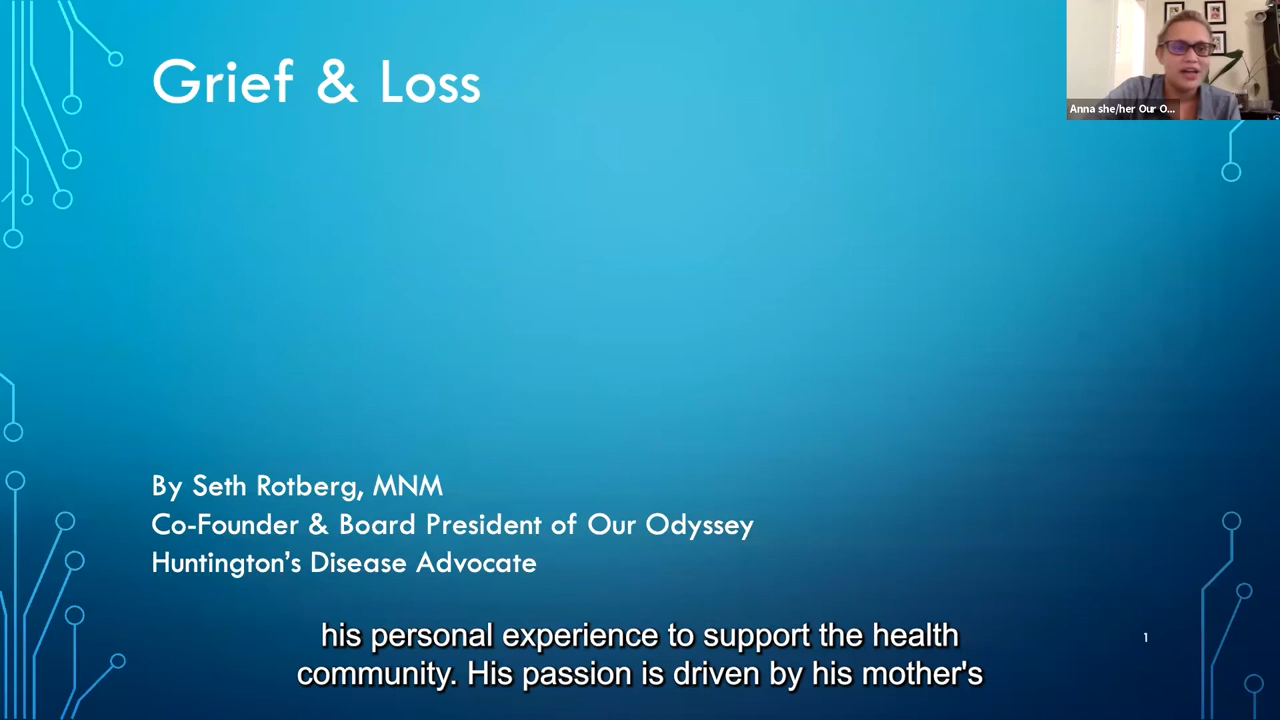 Grief & Loss
Anna she/her Our O...
By Seth Rotberg, MNM
Co-Founder & Board President of Our Odyssey
Huntington’s Disease Advocate
his personal experience to support the health
community. His passion is driven by his mother's
1